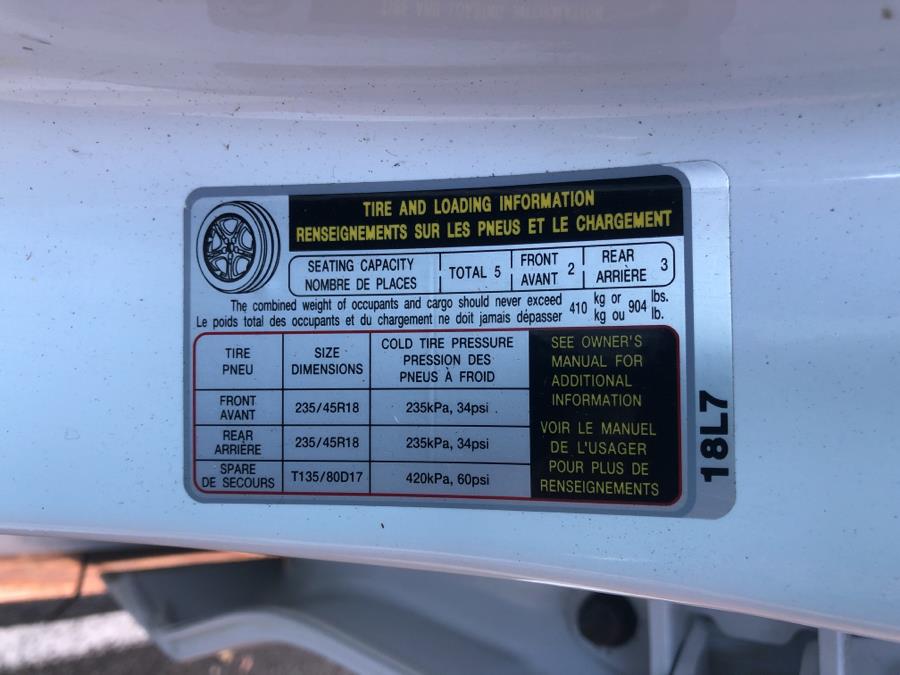 TIRE AND LOADING INFORMATION
RENSEIGNEMENTS SUR LES PNEUS ET LE CHARGEMENT
SEATING CAPACITY
NOMBRE DE PLACES
TOTAL 5
FRONT
AVANT 2
REAR
ARRIÈRE 3
The combined weight of occupants and cargo should never exceed 410 kg or 904 lbs.
Le poids total des occupants et du chargement ne doit jamais dépasser 410 kg ou 904 lb.
TIRE
PNEU
SIZE
DIMENSIONS
COLD TIRE PRESSURE
PRESSION DES
PNEUS À FROID
FRONT
AVANT
235/45R18
235kPa, 34psi
REAR
ARRIÈRE
235/45R18
235kPa, 34psi
SPARE
DE SECOURS
T135/80D17
420kPa, 60psi
SEE OWNER'S
MANUAL FOR
ADDITIONAL
INFORMATION
VOIR LE MANUEL
DE L'USAGER
POUR PLUS DE
RENSEIGNEMENTS
18L7